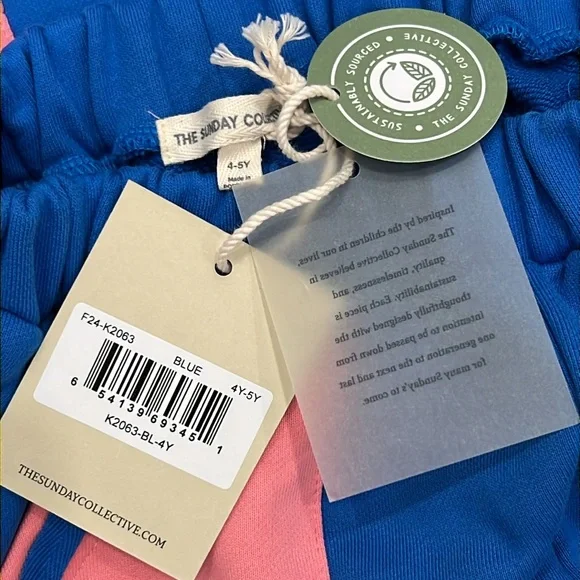 SUSTAINABLY SOURCED • THE SUNDAY COLLECTIVE •
THE SUNDAY
4-5Y
Made in
Inspired by the children in our lives,
The Sunday Collective believes in
quality, timelessness, and
sustainability. Each piece is
thoughtfully designed with the
intention can be passed down from
one generation to the next and last
for many Sunday's to come.
F24-K2063
BLUE
4Y-5Y
6 54139 69345 1
K2063-BL-4Y
THESUNDAYCOLLECTIVE.COM